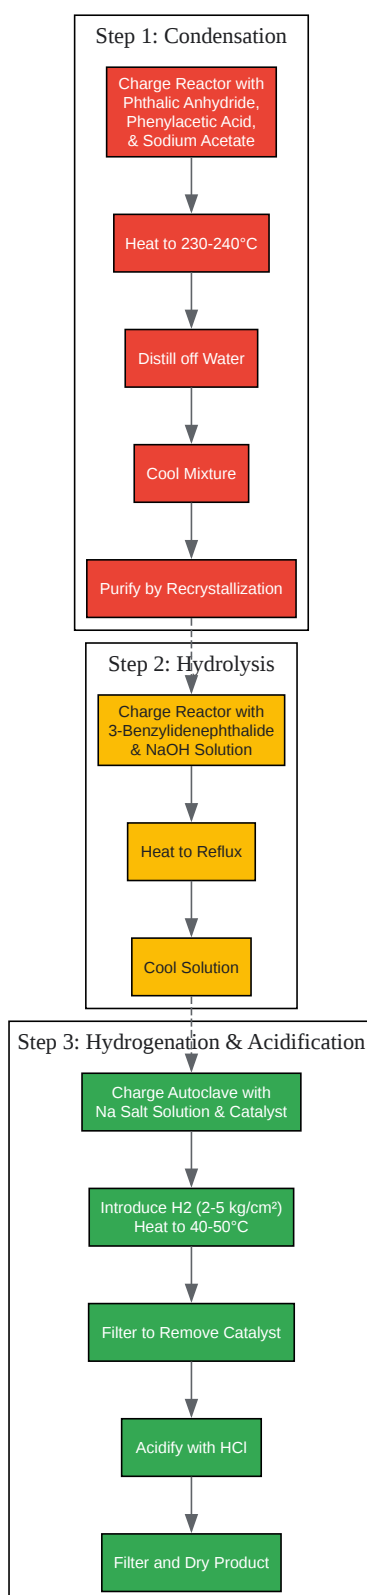 Step 1: Condensation
Charge Reactor with
Phthalic Anhydride,
Phenylacetic Acid,
& Sodium Acetate
Heat to 230-240°C
Distill off Water
Cool Mixture
Purify by Recrystallization
Step 2: Hydrolysis
Charge Reactor with
3-Benzylidenephthalide
& NaOH Solution
Heat to Reflux
Cool Solution
Step 3: Hydrogenation & Acidification
Charge Autoclave with
Na Salt Solution & Catalyst
Introduce H2 (2-5 kg/cm²)
Heat to 40-50°C
Filter to Remove Catalyst
Acidify with HCl
Filter and Dry Product